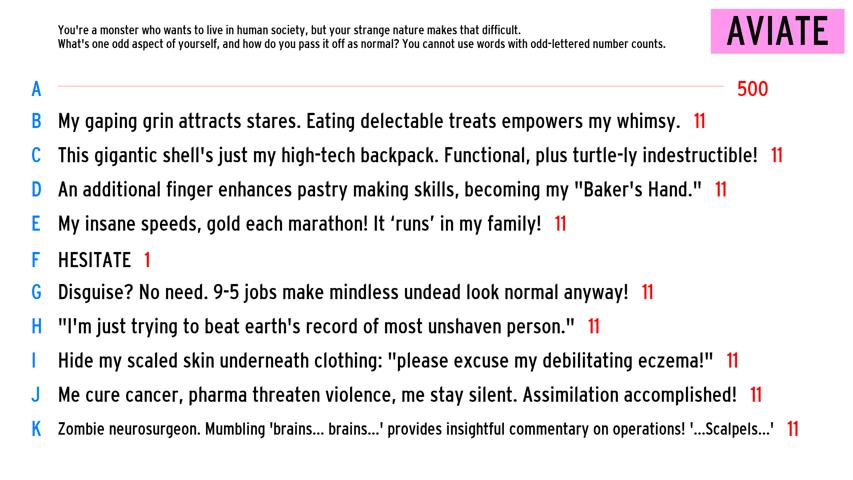 You're a monster who wants to live in human society, but your strange nature makes that difficult.
What's one odd aspect of yourself, and how do you pass it off as normal? You cannot use words with odd-lettered number counts.
AVIATE
A 500
B My gaping grin attracts stares. Eating delectable treats empowers my whimsy. 11
C This gigantic shell's just my high-tech backpack. Functional, plus turtle-ly indestructible! 11
D An additional finger enhances pastry making skills, becoming my "Baker's Hand." 11
E My insane speeds, gold each marathon! It ‘runs’ in my family! 11
F HESITATE 1
G Disguise? No need. 9-5 jobs make mindless undead look normal anyway! 11
H "I'm just trying to beat earth's record of most unshaven person." 11
I Hide my scaled skin underneath clothing: "please excuse my debilitating eczema!" 11
J Me cure cancer, pharma threaten violence, me stay silent. Assimilation accomplished! 11
K Zombie neurosurgeon. Mumbling 'brains... brains...' provides insightful commentary on operations! '...Scalpels...' 11